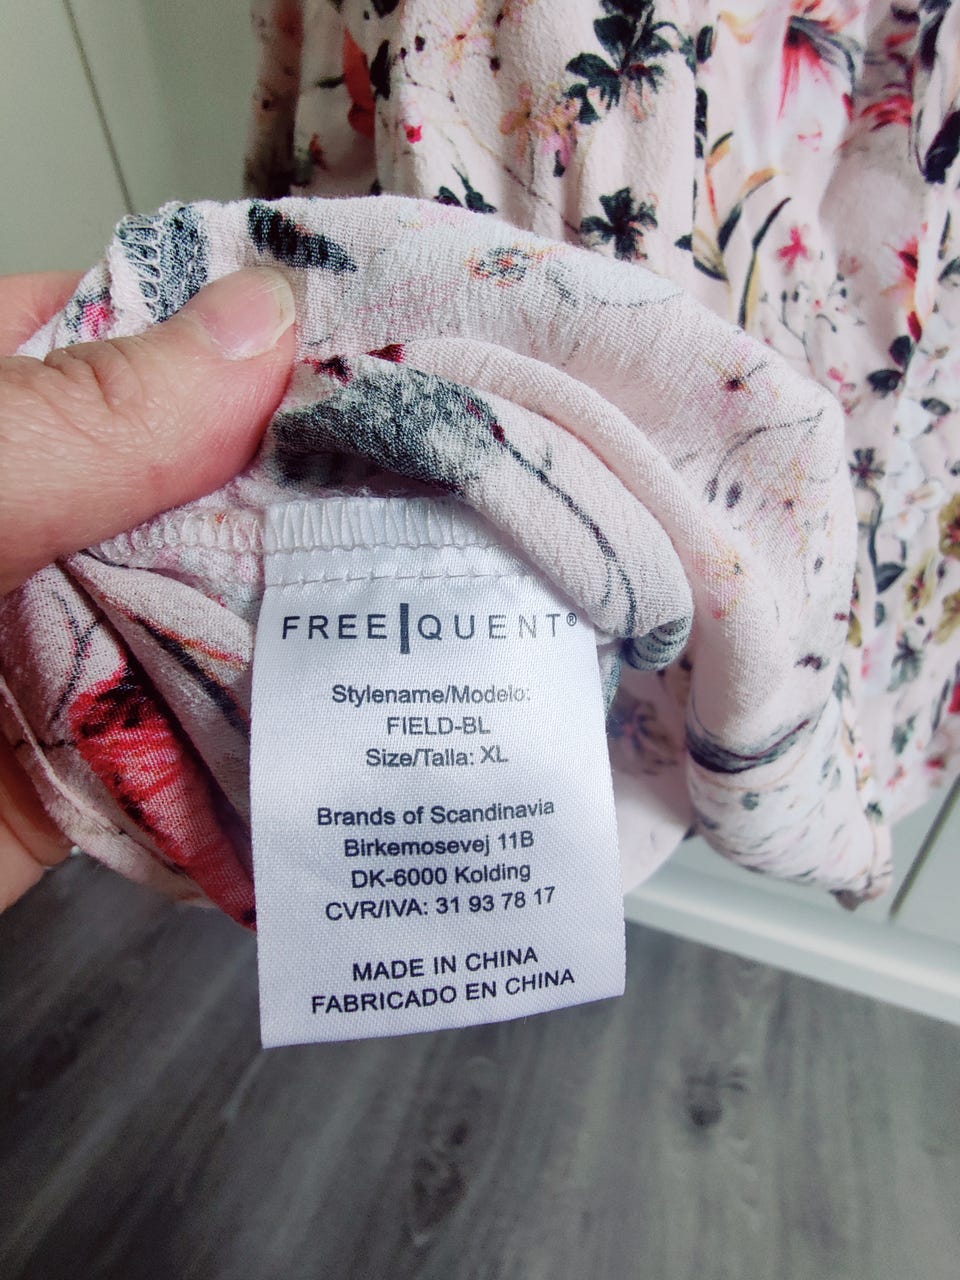 FREE|QUENT®
Stylename/Modelo:
FIELD-BL
Size/Talla: XL
Brands of Scandinavia
Birkemosevej 11B
DK-6000 Kolding
CVR/IVA: 31 93 78 17
MADE IN CHINA
FABRICADO EN CHINA